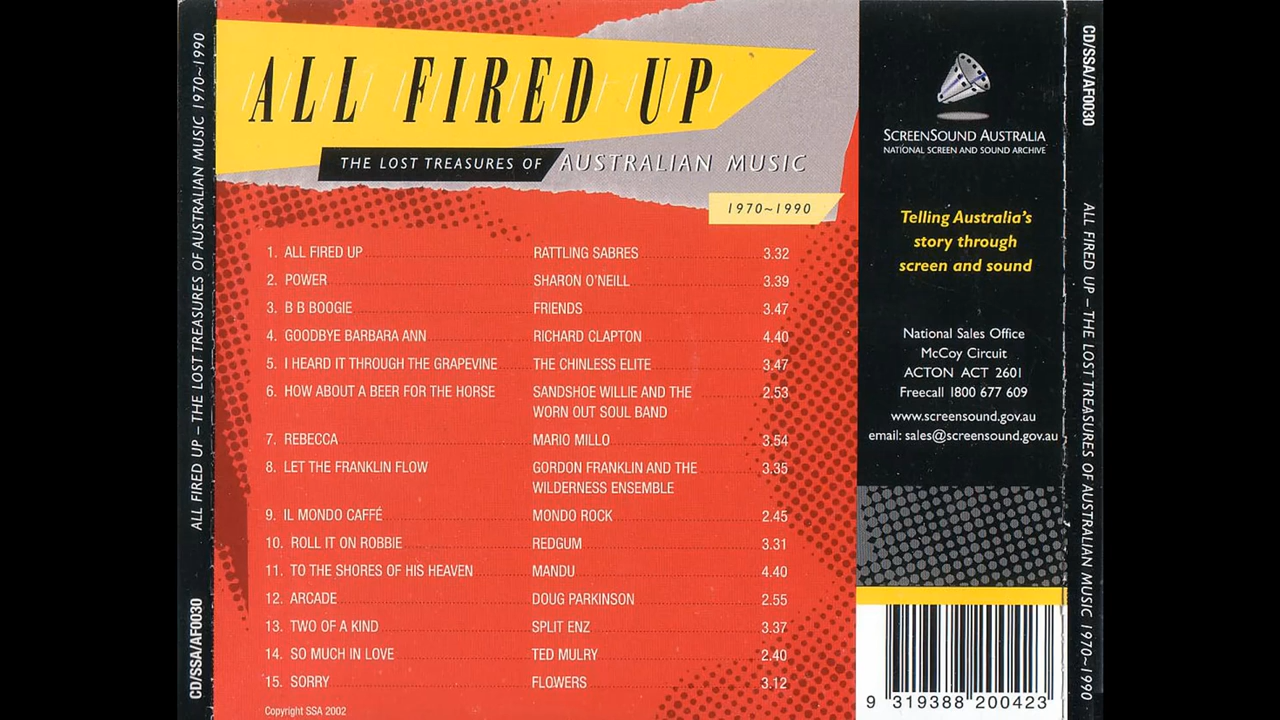 CD/SSA/AF0030
ALL FIRED UP – THE LOST TREASURES OF AUSTRALIAN MUSIC 1970~1990
ALL FIRED UP
THE LOST TREASURES OF AUSTRALIAN MUSIC
1970~1990
1. ALL FIRED UP RATTLING SABRES 3.32
2. POWER SHARON O'NEILL 3.39
3. B B BOOGIE FRIENDS 3.47
4. GOODBYE BARBARA ANN RICHARD CLAPTON 4.40
5. I HEARD IT THROUGH THE GRAPEVINE THE CHINLESS ELITE 3.47
6. HOW ABOUT A BEER FOR THE HORSE SANDSHOE WILLIE AND THE 2.53
WORN OUT SOUL BAND
7. REBECCA MARIO MILLO 3.54
8. LET THE FRANKLIN FLOW GORDON FRANKLIN AND THE 3.35
WILDERNESS ENSEMBLE
9. IL MONDO CAFFÉ MONDO ROCK 2.45
10. ROLL IT ON ROBBIE REDGUM 3.31
11. TO THE SHORES OF HIS HEAVEN MANDU 4.40
12. ARCADE DOUG PARKINSON 2.55
13. TWO OF A KIND SPLIT ENZ 3.37
14. SO MUCH IN LOVE TED MULRY 2.40
15. SORRY FLOWERS 3.12
Copyright SSA 2002
SCREENSOUND AUSTRALIA
NATIONAL SCREEN AND SOUND ARCHIVE
Telling Australia's
story through
screen and sound
National Sales Office
McCoy Circuit
ACTON ACT 2601
Freecall 1800 677 609
www.screensound.gov.au
email: sales@screensound.gov.au
9 319388 200423
CD/SSA/AF0030
ALL FIRED UP – THE LOST TREASURES OF AUSTRALIAN MUSIC 1970~1990